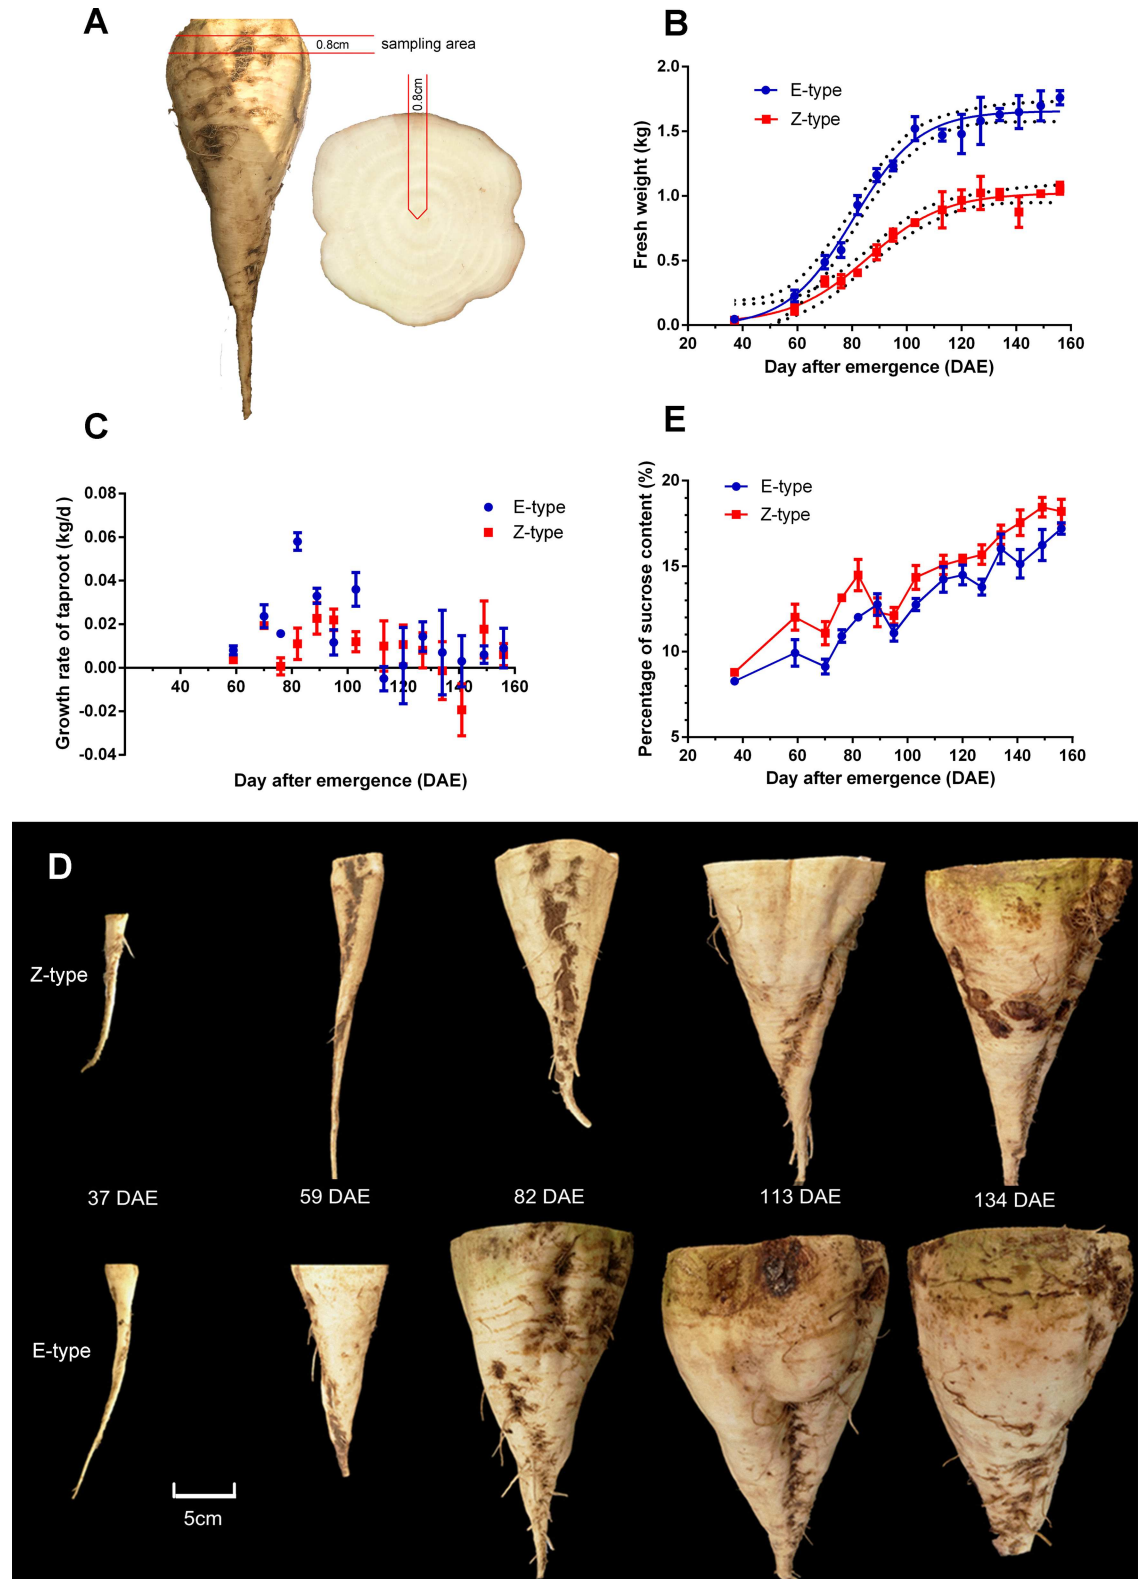 A
0.8cm
sampling area
0.8cm
B
2.0
1.5
1.0
0.5
0.0
Fresh weight (kg)
E-type
Z-type
20 40 60 80 100 120 140 160
Day after emergence (DAE)
C
0.08
0.06
0.04
0.02
0.00
-0.02
-0.04
Growth rate of taproot (kg/d)
E-type
Z-type
40 60 80 100 120 140 160
Day after emergence (DAE)
E
20
15
10
5
Percentage of sucrose content (%)
E-type
Z-type
20 40 60 80 100 120 140 160
Day after emergence (DAE)
D
Z-type
37 DAE 59 DAE 82 DAE 113 DAE 134 DAE
E-type
5cm